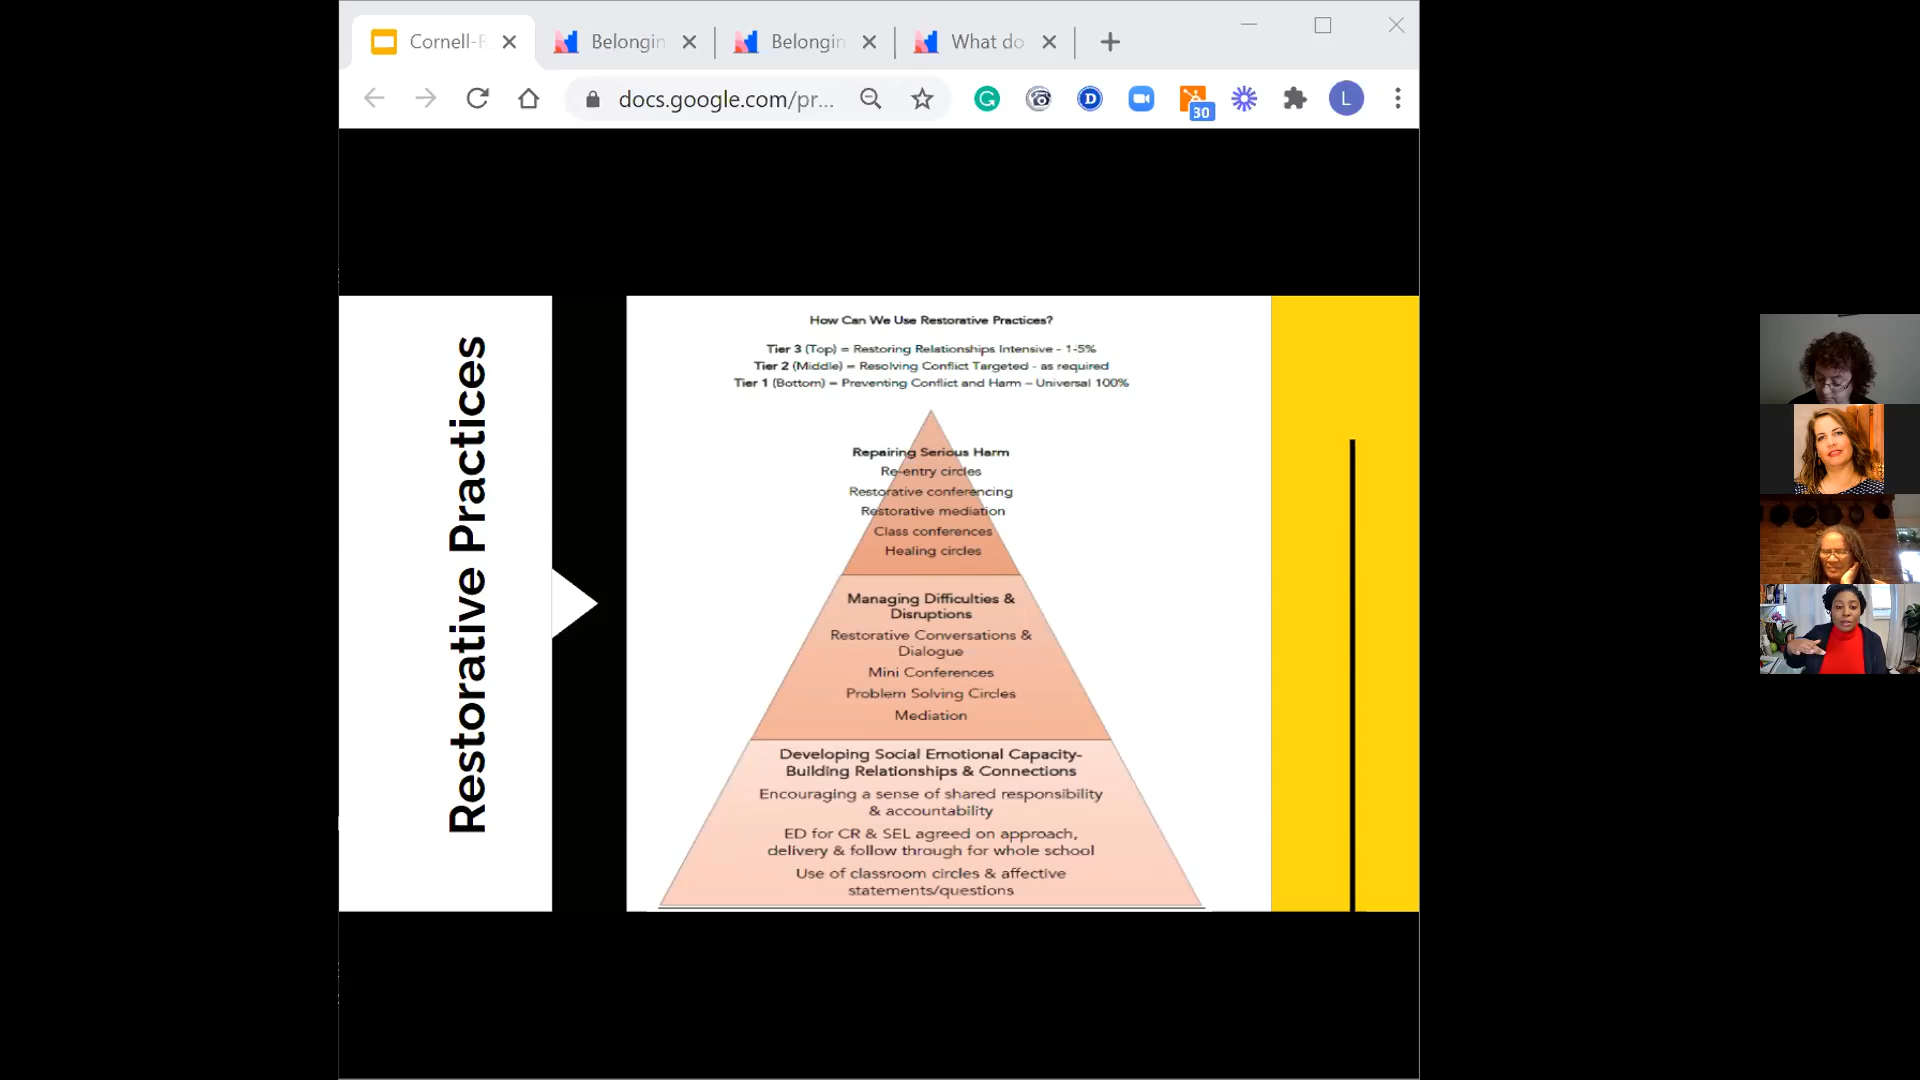 Cornell-R
Belongin
Belongin
What do
docs.google.com/pr...
D
30
L
Restorative Practices
How Can We Use Restorative Practices?
Tier 3 (Top) = Restoring Relationships Intensive - 1-5%
Tier 2 (Middle) = Resolving Conflict Targeted - as required
Tier 1 (Bottom) = Preventing Conflict and Harm – Universal 100%
Repairing Serious Harm
Re-entry circles
Restorative conferencing
Restorative mediation
Class conferences
Healing circles
Managing Difficulties &
Disruptions
Restorative Conversations &
Dialogue
Mini Conferences
Problem Solving Circles
Mediation
Developing Social Emotional Capacity-
Building Relationships & Connections
Encouraging a sense of shared responsibility
& accountability
ED for CR & SEL agreed on approach,
delivery & follow through for whole school
Use of classroom circles & affective
statements/questions